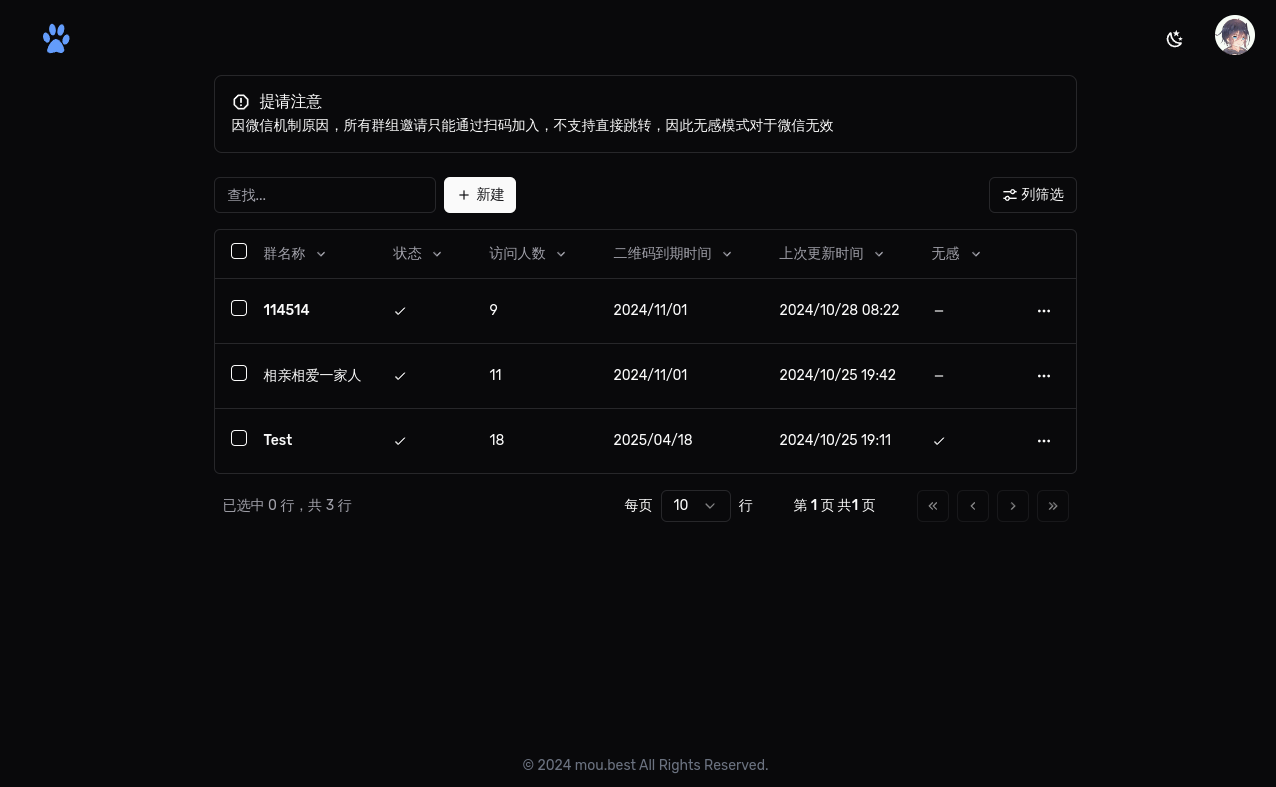 提请注意
因微信机制原因，所有群组邀请只能通过扫码加入，不支持直接跳转，因此无感模式对于微信无效
查找... 新建 列筛选
群名称 状态 访问人数 二维码到期时间 上次更新时间 无感
114514 9 2024/11/01 2024/10/28 08:22
相亲相爱一家人 11 2024/11/01 2024/10/25 19:42
Test 18 2025/04/18 2024/10/25 19:11
已选中 0 行，共 3 行 每页 10 行 第 1 页 共1 页
© 2024 mou.best All Rights Reserved.